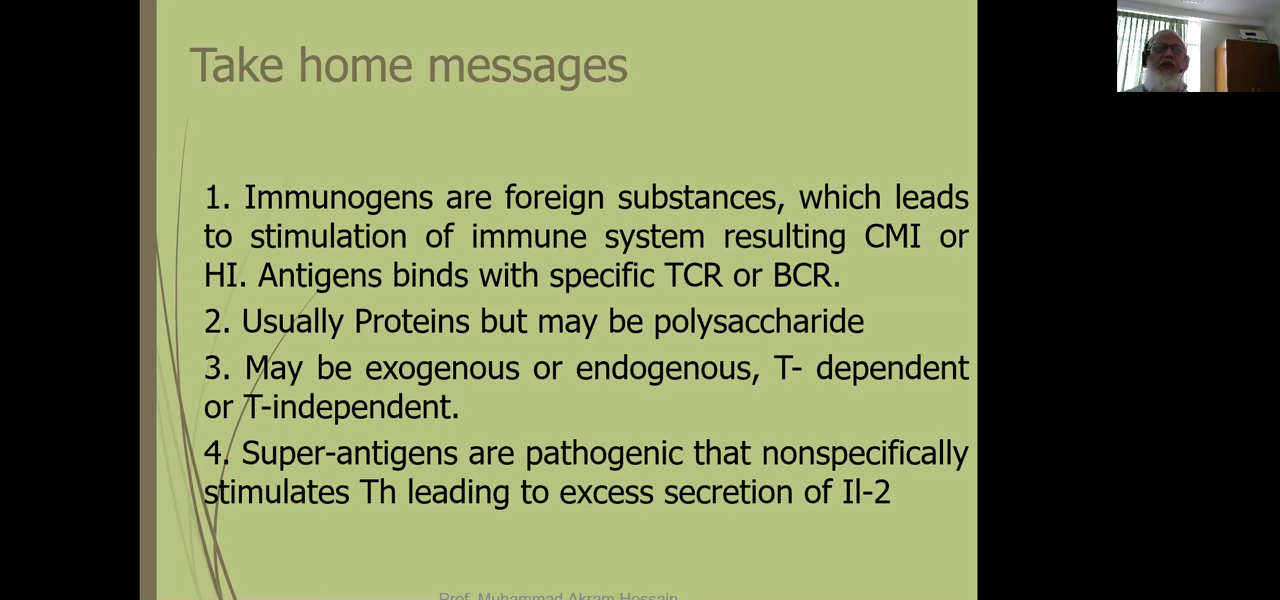 Take home messages
1. Immunogens are foreign substances, which leads
to stimulation of immune system resulting CMI or
HI. Antigens binds with specific TCR or BCR.
2. Usually Proteins but may be polysaccharide
3. May be exogenous or endogenous, T- dependent
or T-independent.
4. Super-antigens are pathogenic that nonspecifically
stimulates Th leading to excess secretion of Il-2
Prof. Muhammad Akram Hossain